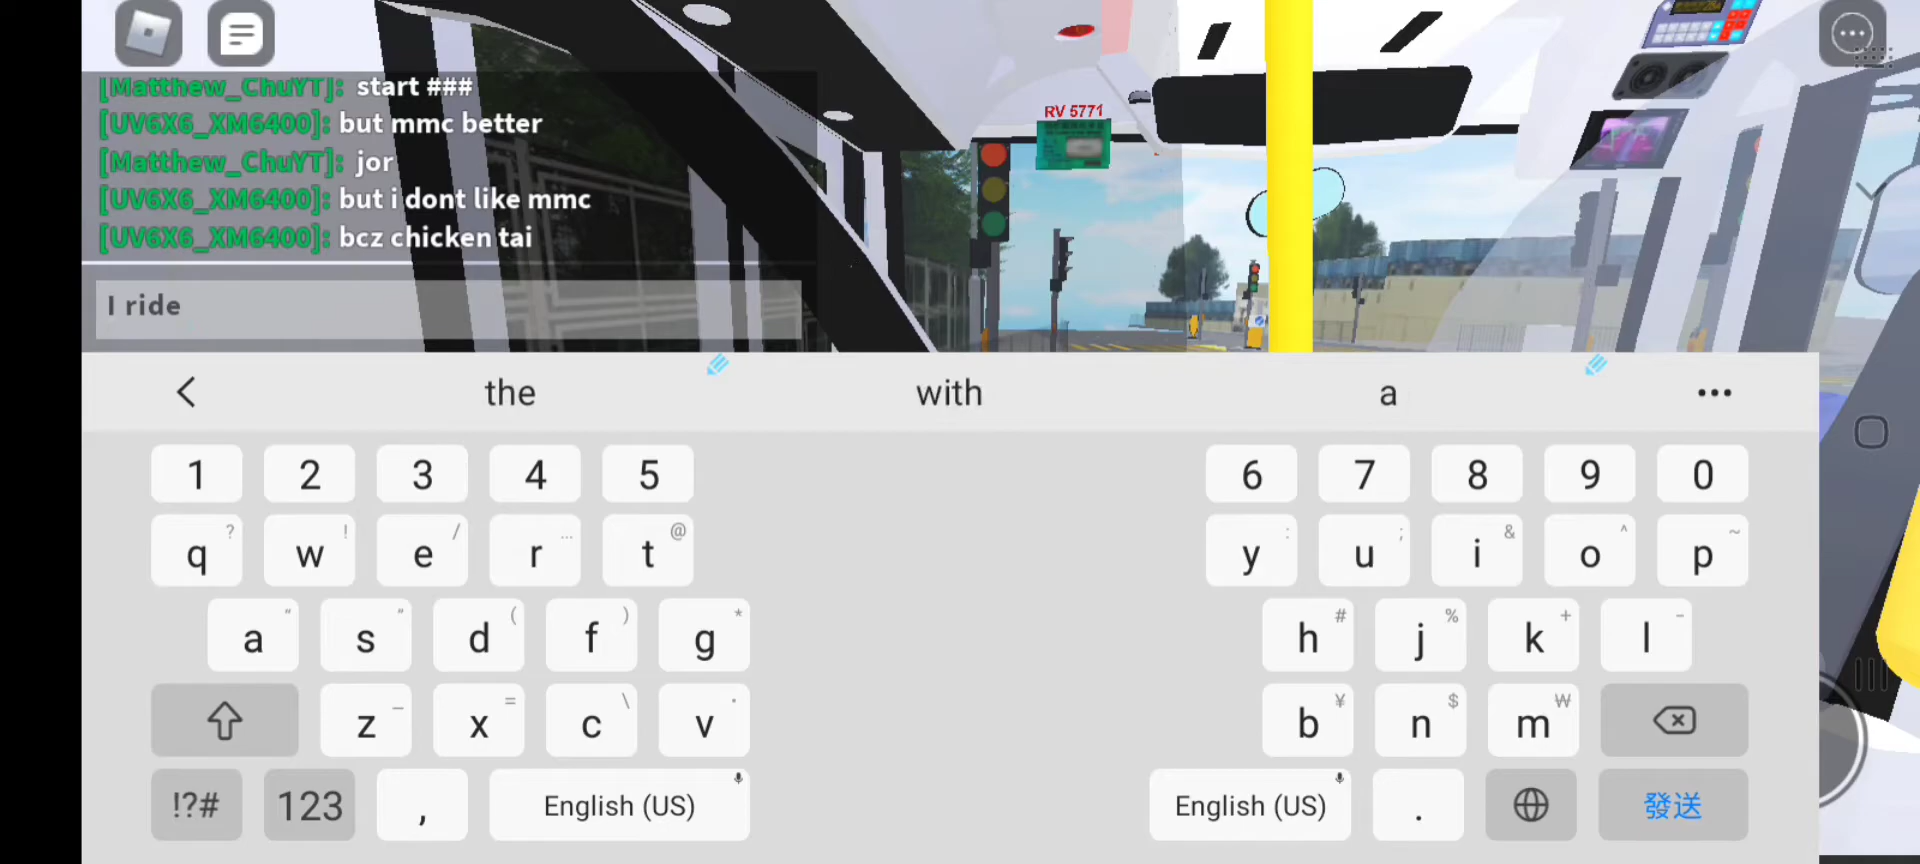 [Matthew_ChuYT]: start ###
[UV6X6_XM6400]: but mmc better
[Matthew_ChuYT]: jor
[UV6X6_XM6400]: but i dont like mmc
[UV6X6_XM6400]: bcz chicken tai
I ride
RV 5771
the with a •••
1 2 3 4 5 6 7 8 9 0
q ? w ! e / r ... t @ y : u ; i & o ^ p ~
a “ s ” d ( f ) g * h # j % k + l -
z _ x = c \ v · b ¥ n $ m ₩
!?# 123 , English (US) English (US) . 發送